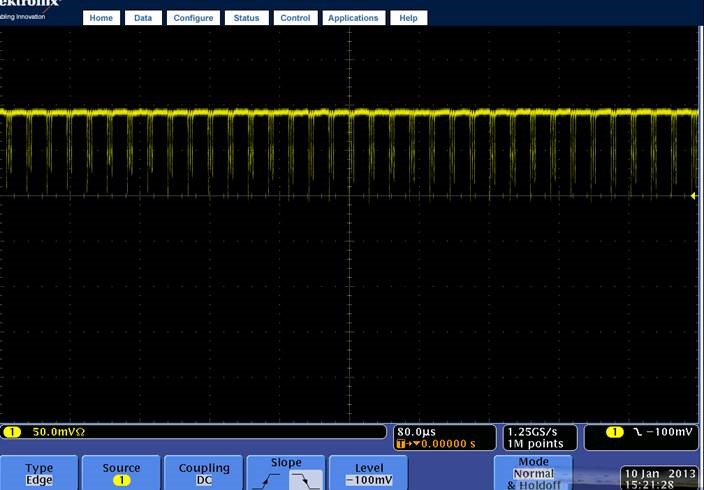 ektronix
bling Innovation
Home Data Configure Status Control Applications Help
1 50.0mVΩ
80.0µs
T→▼0.00000 s
1.25GS/s
1M points
1 ∖ −100mV
Type
Edge
Source
1
Coupling
DC
Slope
Level
−100mV
Mode
Normal
& Holdoff
10 Jan 2013
15:21:28